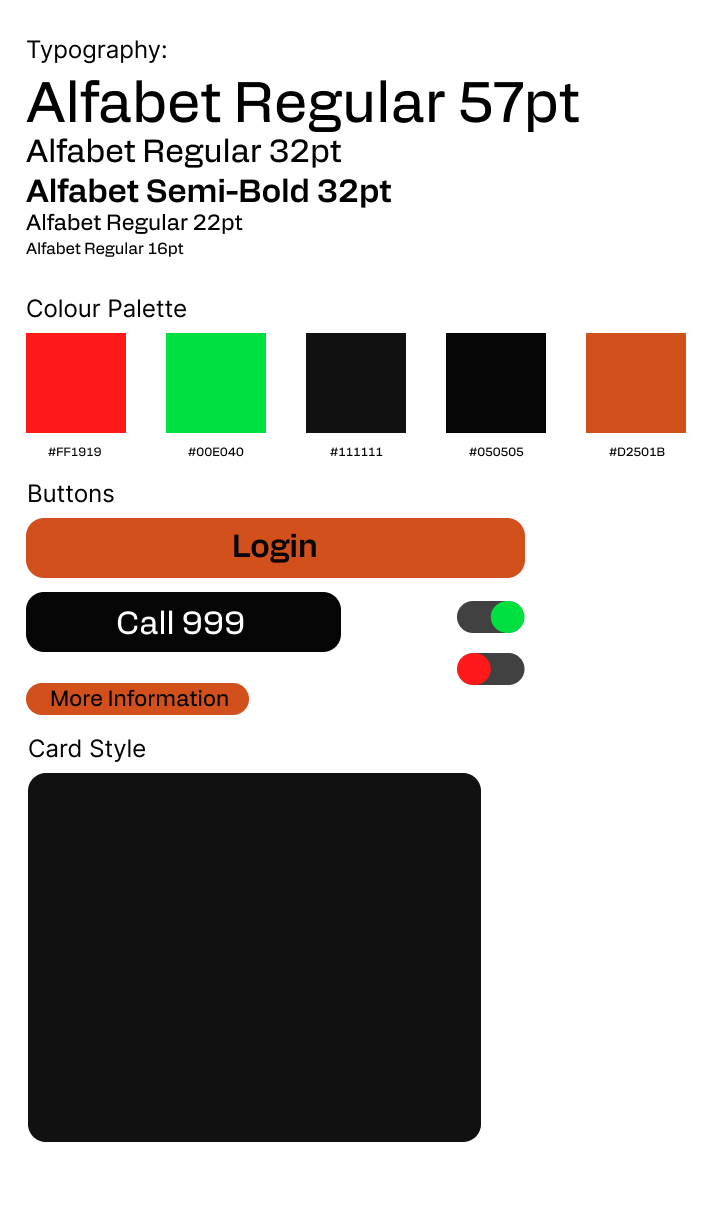 Typography:
Alfabet Regular 57pt
Alfabet Regular 32pt
Alfabet Semi-Bold 32pt
Alfabet Regular 22pt
Alfabet Regular 16pt
Colour Palette
#FF1919 #00E040 #111111 #050505 #D2501B
Buttons
Login
Call 999
More Information
Card Style